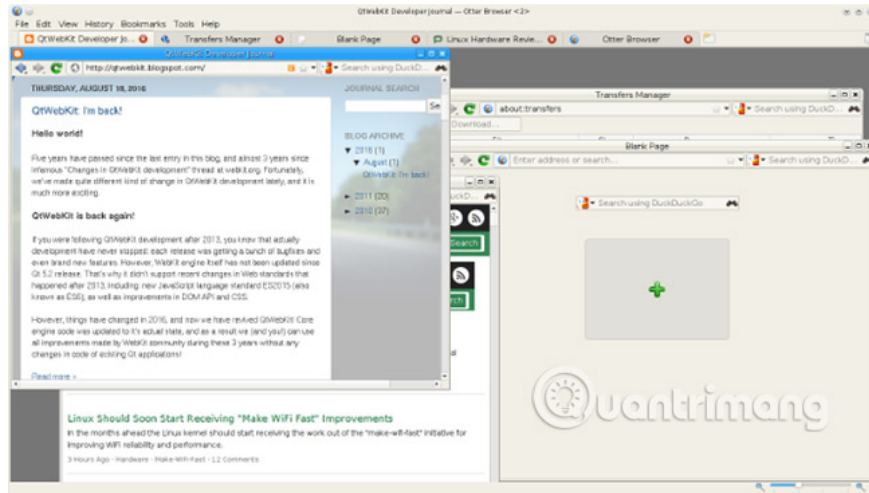 QtWebKit Developer Journal — Otter Browser <2>
File Edit View History Bookmarks Tools Help
QtWebKit Developer Jo... Transfers Manager Blank Page Linux Hardware Revie... Otter Browser
QtWebKit Developer Journal
http://qtwebkit.blogspot.com/ Search using DuckD...
THURSDAY, AUGUST 18, 2016
QtWebKit: I'm back!
Hello world!
Five years have passed since the last entry in this blog, and almost 3 years since
infamous "Changes in QtWebKit development" thread at webkit.org. Fortunately,
we've made quite different kind of change in QtWebKit development lately, and it is
much more exciting.
QtWebKit is back again!
If you were following QtWebKit development after 2013, you know that actually
development have never stopped: each release was getting a bunch of bugfixes and
even brand new features. However, WebKit engine itself has not been updated since
Qt 5.2 release. That's why it didn't support recent changes in Web standards that
happened after 2013, including: new JavaScript language standard ES2015 (also
known as ES6), as well as improvements in DOM API and CSS.
However, things have changed in 2016, and now we have revived QtWebKit! Core
engine code was updated to it's actual state, and as a result we (and you!) can use
all improvements made by WebKit community during these 3 years without any
changes in code of existing Qt applications!
Read more »
JOURNAL SEARCH
Se
BLOG ARCHIVE
▼ 2016 (1)
▼ August (1)
QtWebKit: I'm back!
► 2011 (20)
► 2010 (37)
Transfers Manager
about:transfers Search using DuckD...
Download...
Blank Page
Enter address or search... Search using DuckD...
Search using DuckDuckGo
uckD...
Search
rch
Linux Should Soon Start Receiving "Make WiFi Fast" Improvements
In the months ahead the Linux kernel should start receiving the work out of the "make-wifi-fast" initiative for
improving WiFi reliability and performance.
3 Hours Ago - Hardware - Make-Wifi-Fast - 12 Comments
Quantrimang